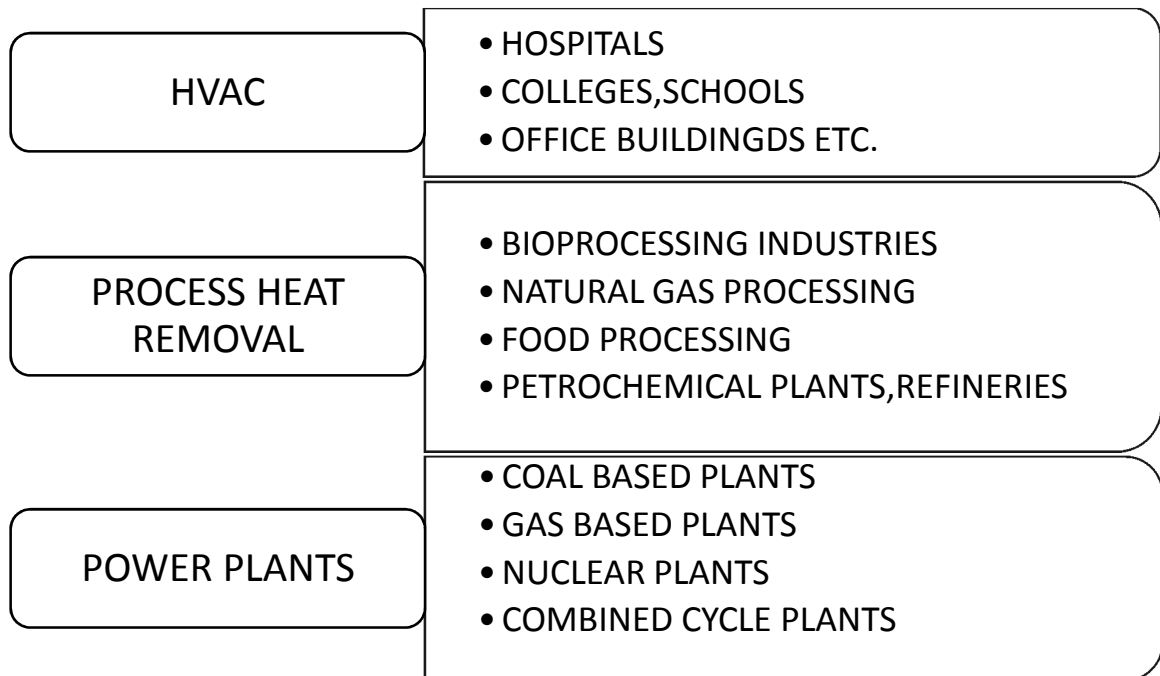 HVAC
• HOSPITALS
• COLLEGES,SCHOOLS
• OFFICE BUILDINGDS ETC.
PROCESS HEAT
REMOVAL
• BIOPROCESSING INDUSTRIES
• NATURAL GAS PROCESSING
• FOOD PROCESSING
• PETROCHEMICAL PLANTS,REFINERIES
POWER PLANTS
• COAL BASED PLANTS
• GAS BASED PLANTS
• NUCLEAR PLANTS
• COMBINED CYCLE PLANTS